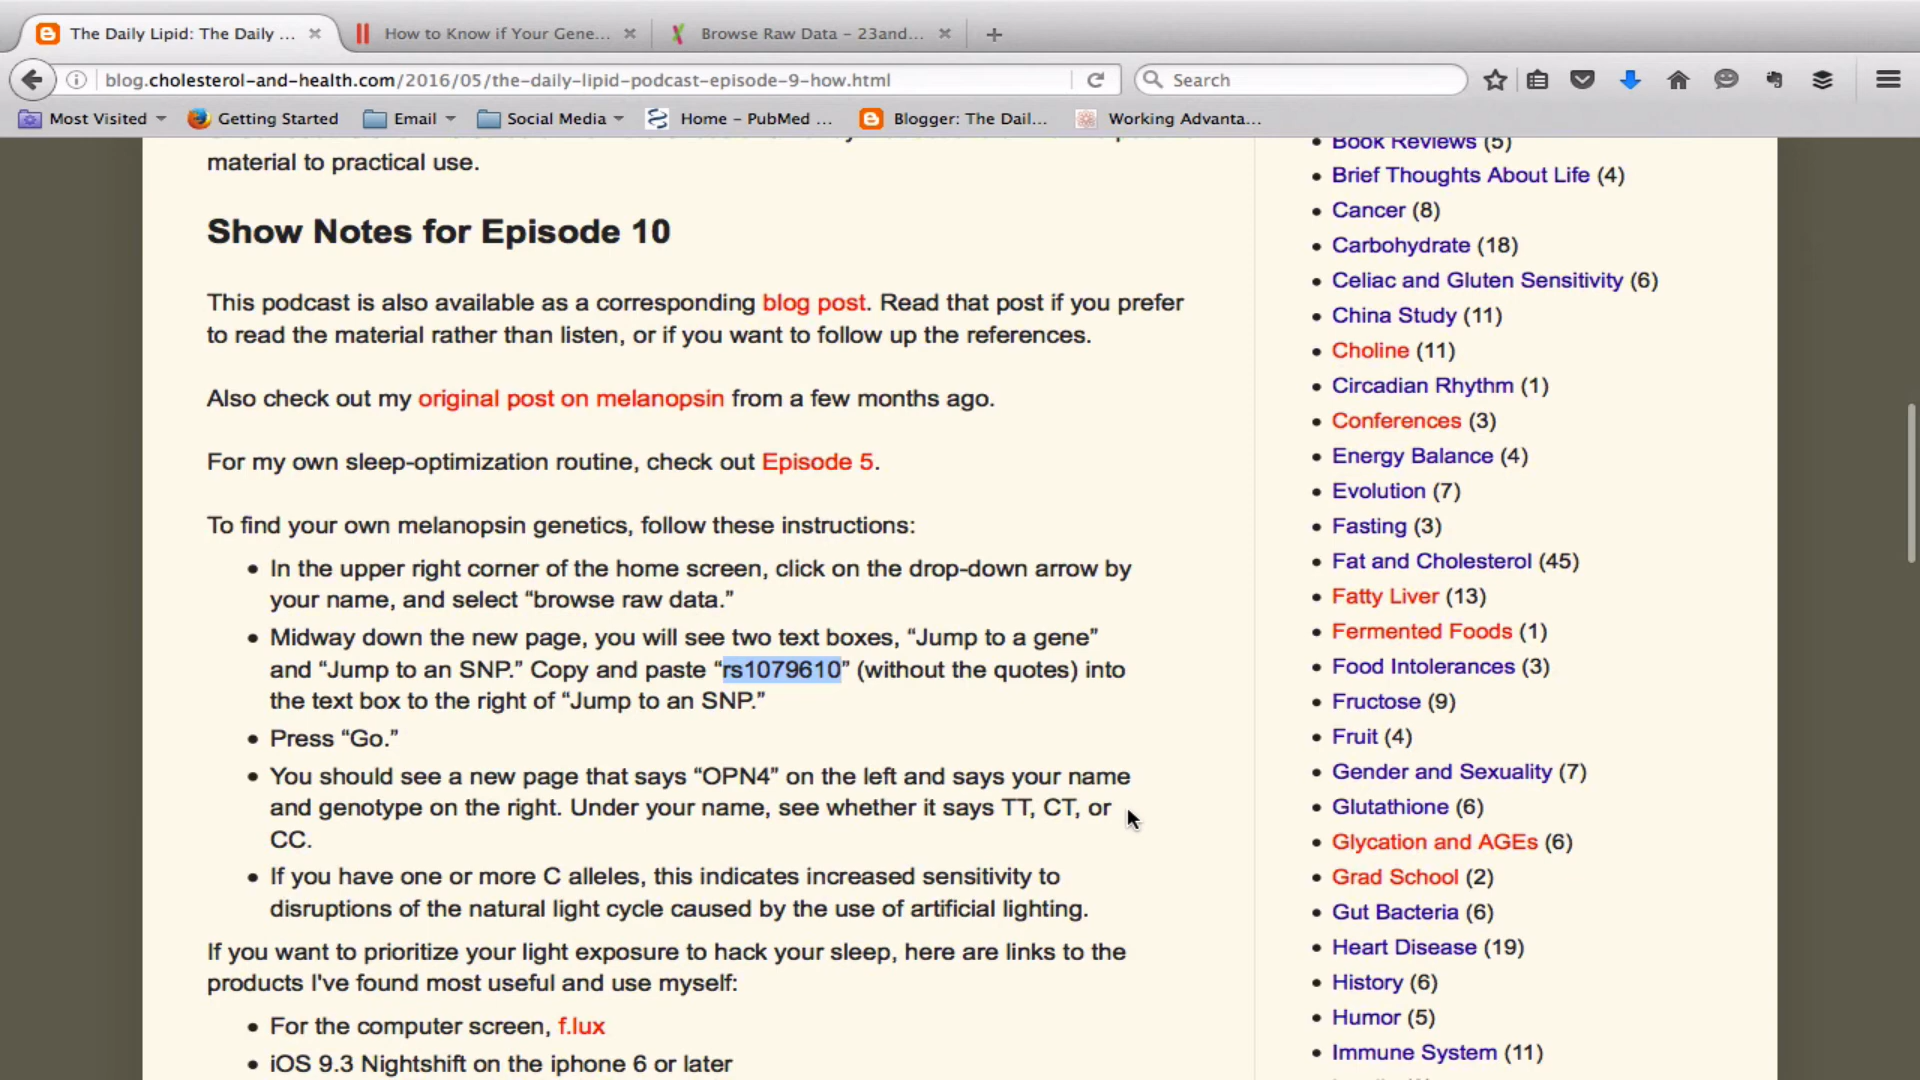 The Daily Lipid: The Daily ...
How to Know if Your Gene...
Browse Raw Data - 23and...
blog.cholesterol-and-health.com/2016/05/the-daily-lipid-podcast-episode-9-how.html
Search
Most Visited
Getting Started
Email
Social Media
Home - PubMed ...
Blogger: The Dail...
Working Advanta...
material to practical use.
Show Notes for Episode 10
This podcast is also available as a corresponding blog post. Read that post if you prefer
to read the material rather than listen, or if you want to follow up the references.
Also check out my original post on melanopsin from a few months ago.
For my own sleep-optimization routine, check out Episode 5.
To find your own melanopsin genetics, follow these instructions:
• In the upper right corner of the home screen, click on the drop-down arrow by
your name, and select “browse raw data.”
• Midway down the new page, you will see two text boxes, “Jump to a gene”
and “Jump to an SNP.” Copy and paste “rs1079610” (without the quotes) into
the text box to the right of “Jump to an SNP.”
• Press “Go.”
• You should see a new page that says “OPN4” on the left and says your name
and genotype on the right. Under your name, see whether it says TT, CT, or
CC.
• If you have one or more C alleles, this indicates increased sensitivity to
disruptions of the natural light cycle caused by the use of artificial lighting.
If you want to prioritize your light exposure to hack your sleep, here are links to the
products I've found most useful and use myself:
• For the computer screen, f.lux
• iOS 9.3 Nightshift on the iphone 6 or later
• Book Reviews (5)
• Brief Thoughts About Life (4)
• Cancer (8)
• Carbohydrate (18)
• Celiac and Gluten Sensitivity (6)
• China Study (11)
• Choline (11)
• Circadian Rhythm (1)
• Conferences (3)
• Energy Balance (4)
• Evolution (7)
• Fasting (3)
• Fat and Cholesterol (45)
• Fatty Liver (13)
• Fermented Foods (1)
• Food Intolerances (3)
• Fructose (9)
• Fruit (4)
• Gender and Sexuality (7)
• Glutathione (6)
• Glycation and AGEs (6)
• Grad School (2)
• Gut Bacteria (6)
• Heart Disease (19)
• History (6)
• Humor (5)
• Immune System (11)